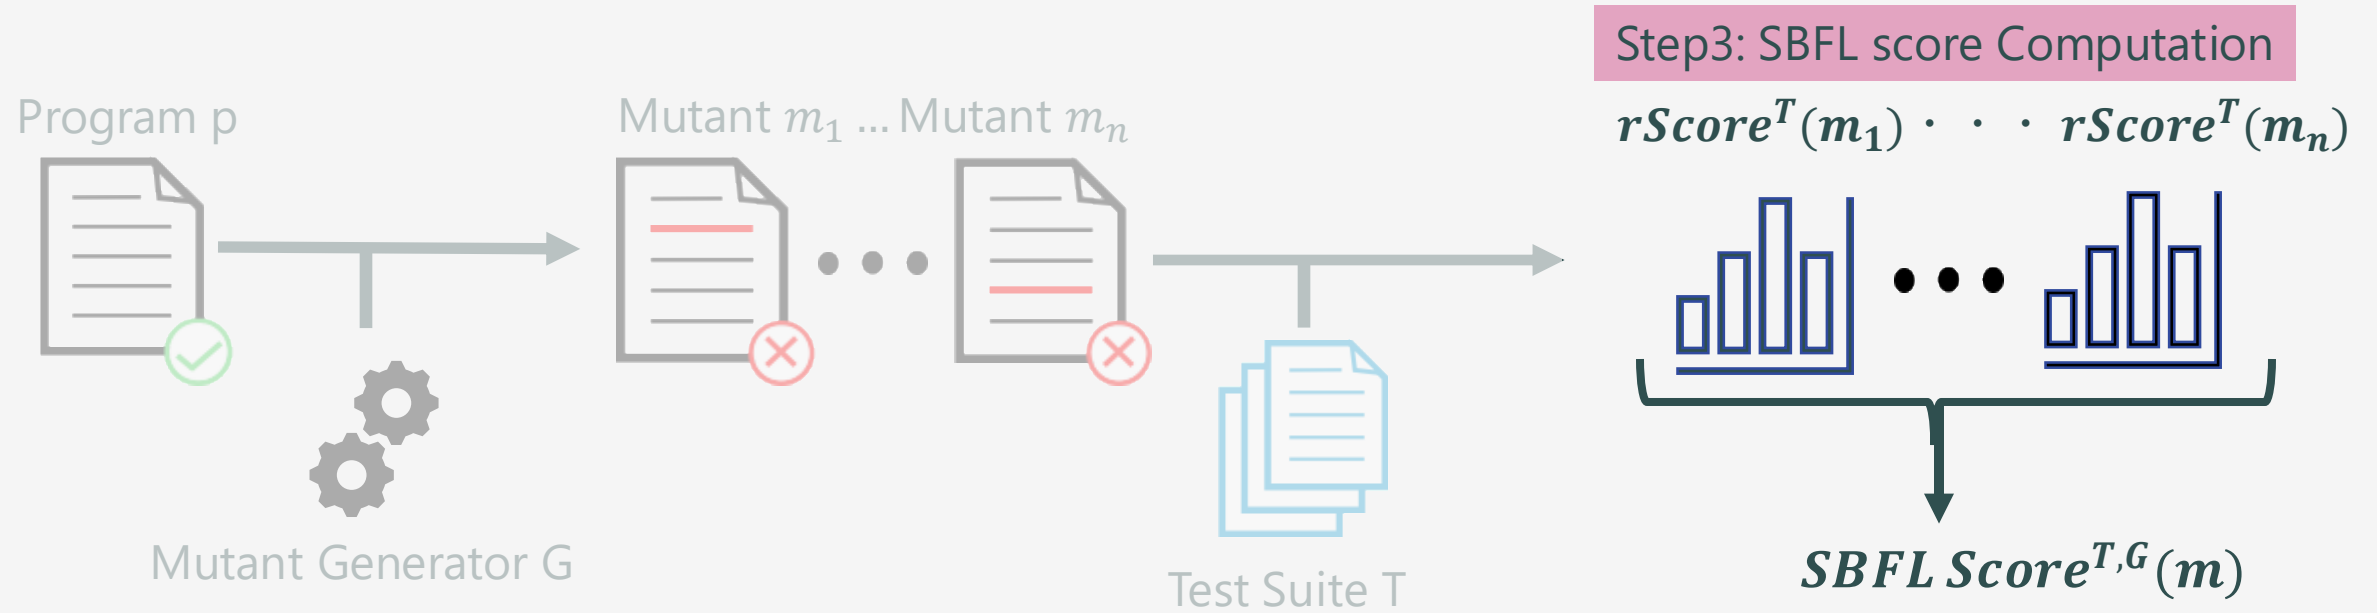 Step3: SBFL score Computation
Program p
Mutant m₁ ... Mutant mₙ
rScoreᵀ(m₁) · · · rScoreᵀ(mₙ)
Mutant Generator G
Test Suite T
SBFL Scoreᵀ,ᴳ(m)